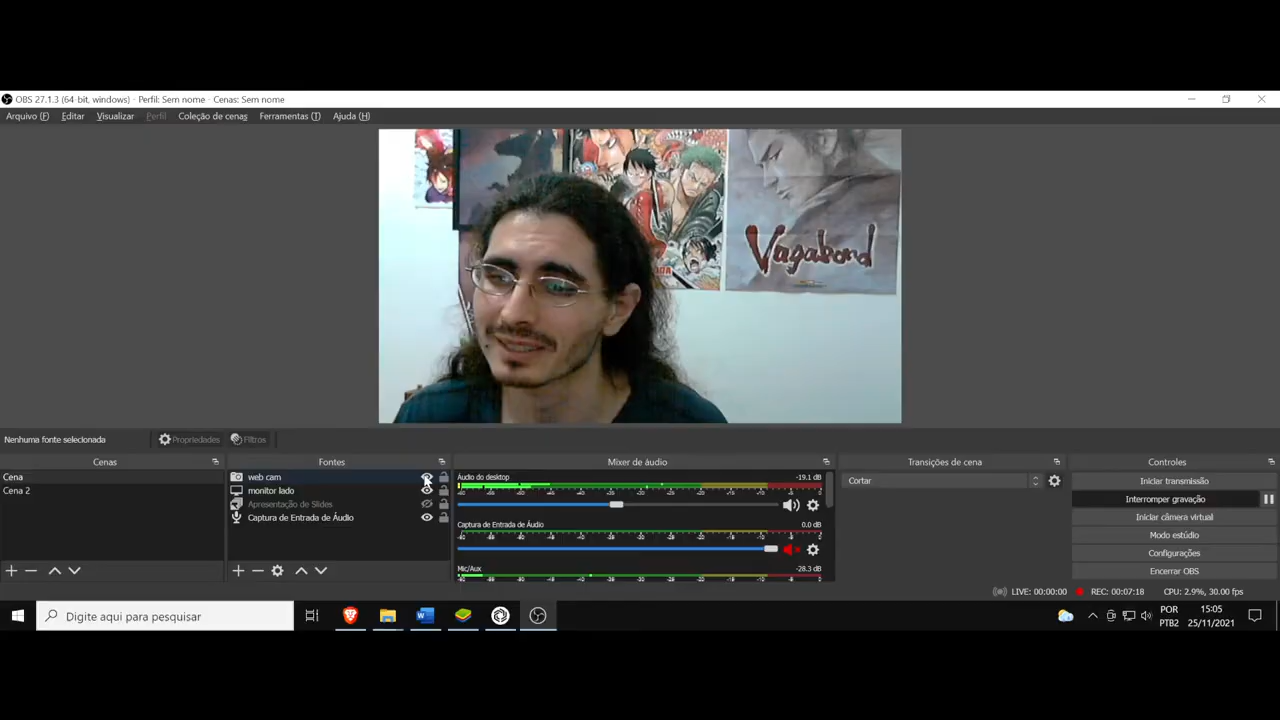 OBS 27.1.3 (64-bit, windows) - Perfil: Sem nome - Cenas: Sem nome
Arquivo (F) Editar Visualizar Perfil Coleção de cenas Ferramentas (T) Ajuda (H)
Vagabond
Nenhuma fonte selecionada Propriedades Filtros
Cenas Fontes Mixer de áudio Transições de cena Controles
Cena
Cena 2
web cam
monitor lado
Apresentação de Slides
Captura de Entrada de Áudio
Áudio do desktop -19.1 dB
Captura de Entrada de Áudio 0.0 dB
Mic/Aux -28.3 dB
Cortar
Iniciar transmissão
Interromper gravação
Iniciar câmera virtual
Modo estúdio
Configurações
Encerrar OBS
LIVE: 00:00:00 REC: 00:07:18 CPU: 2.9%, 30.00 fps
Digite aqui para pesquisar
POR 15:05
PTB2 25/11/2021